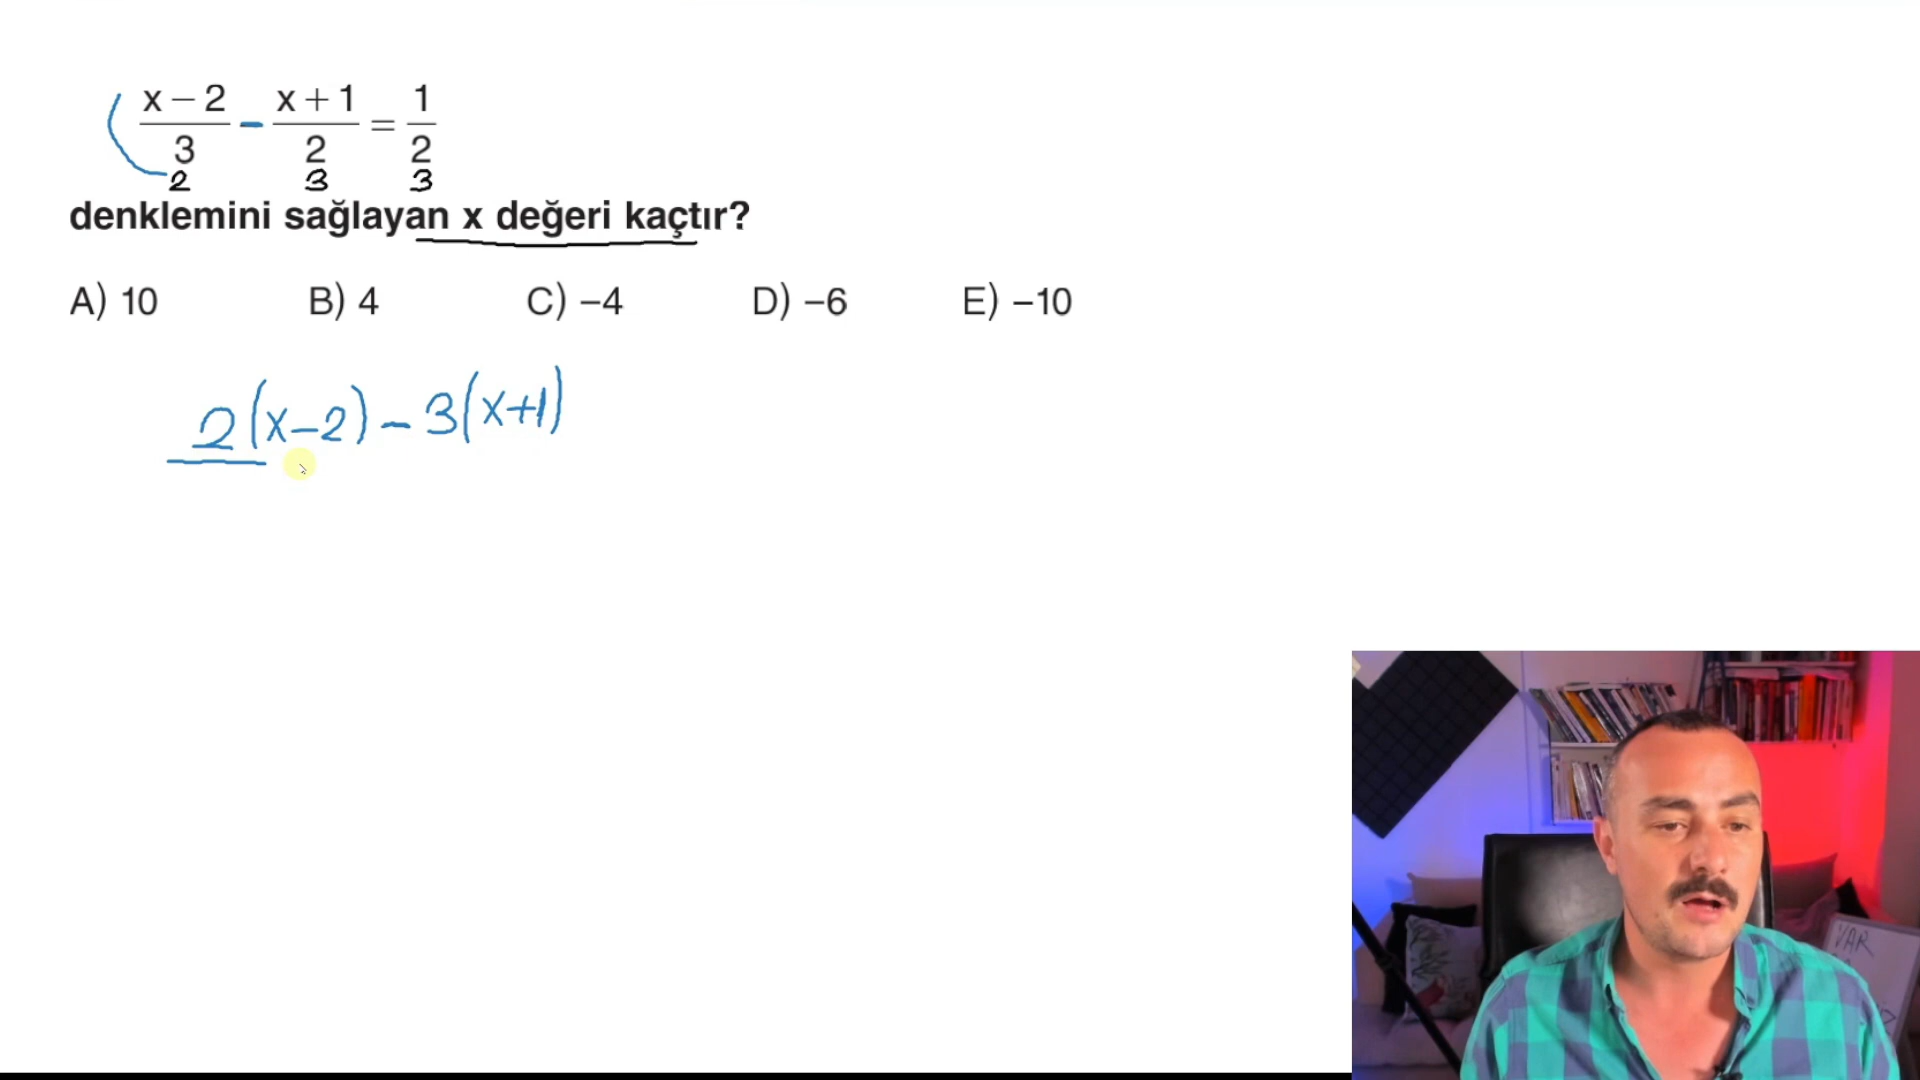 x − 2 / 3 − x + 1 / 2 = 1 / 2
2 3 3
denklemini sağlayan x değeri kaçtır?
A) 10 B) 4 C) −4 D) −6 E) −10
2(x−2) − 3(x+1)
VAR